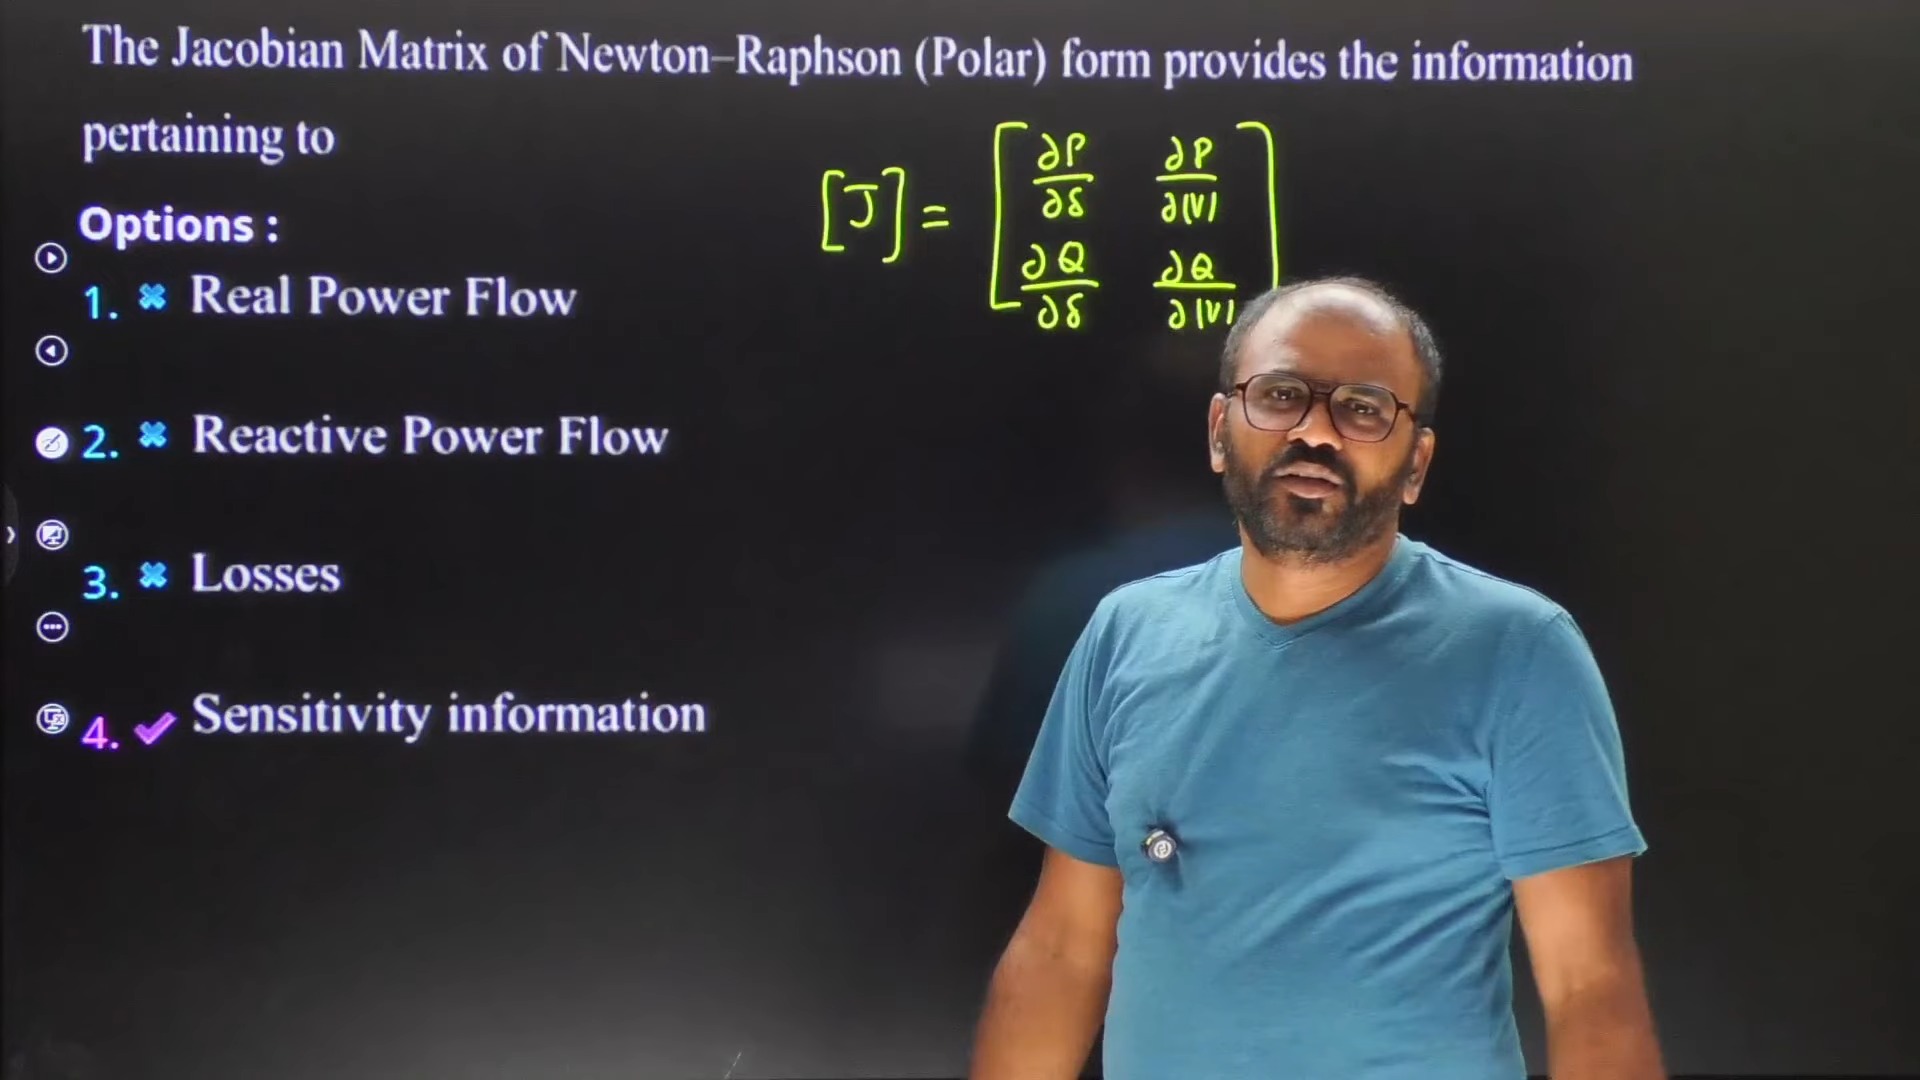 The Jacobian Matrix of Newton–Raphson (Polar) form provides the information
pertaining to
[J] = [ ∂P/∂δ ∂P/∂|V|
∂Q/∂δ ∂Q/∂|V| ]
Options :
1. ✖ Real Power Flow
2. ✖ Reactive Power Flow
3. ✖ Losses
4. ✔ Sensitivity information